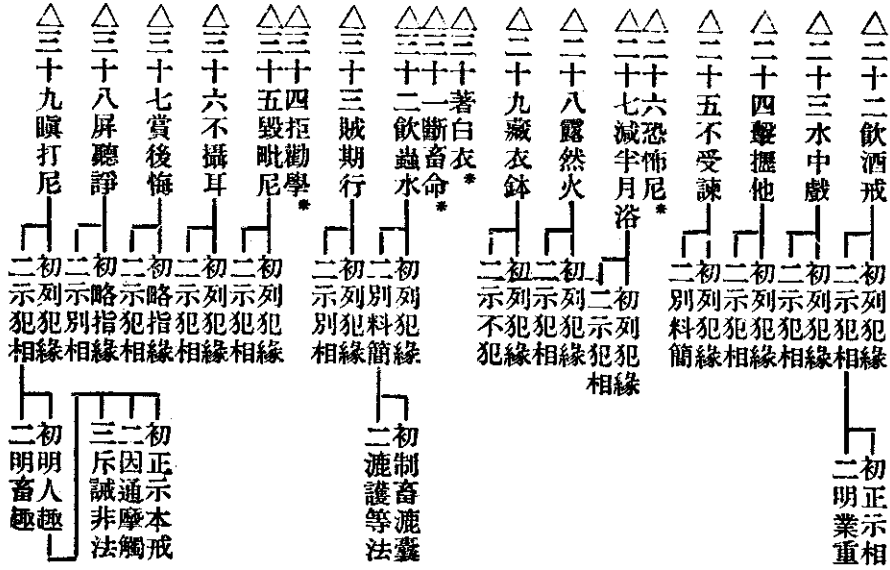 △二十二飲酒戒
初列犯緣
二示犯相
初正示相
二明業重
△二十三水中戲
初列犯緣
二示犯相
△二十四擊攊他
初列犯緣
二示犯相
△二十五不受諫
初列犯緣
二別料簡
△二十六恐怖尼*
△二十七減半月浴
初列犯緣
二示犯相
△二十八露然火
初列犯緣
二示犯相
△二十九藏衣鉢
初列犯緣
二示不犯
△三十著白衣*
△三十一斷畜命*
△三十二飲蟲水
初列犯緣
二別料簡
初制畜漉囊
二漉護等法
△三十三賊期行
初列犯緣
二示別相
△三十四拒勸學*
△三十五毀毗尼
初列犯緣
二示犯相
△三十六不攝耳
初列犯緣
二示犯相
△三十七賞後悔
初略指緣
二示犯相
△三十八屏聽諍
初略指緣
二示別相
△三十九瞋打尼
初列犯緣
二示犯相
初明人趣
二明畜趣
初正示本戒
二因通摩觸
三斥誡非法